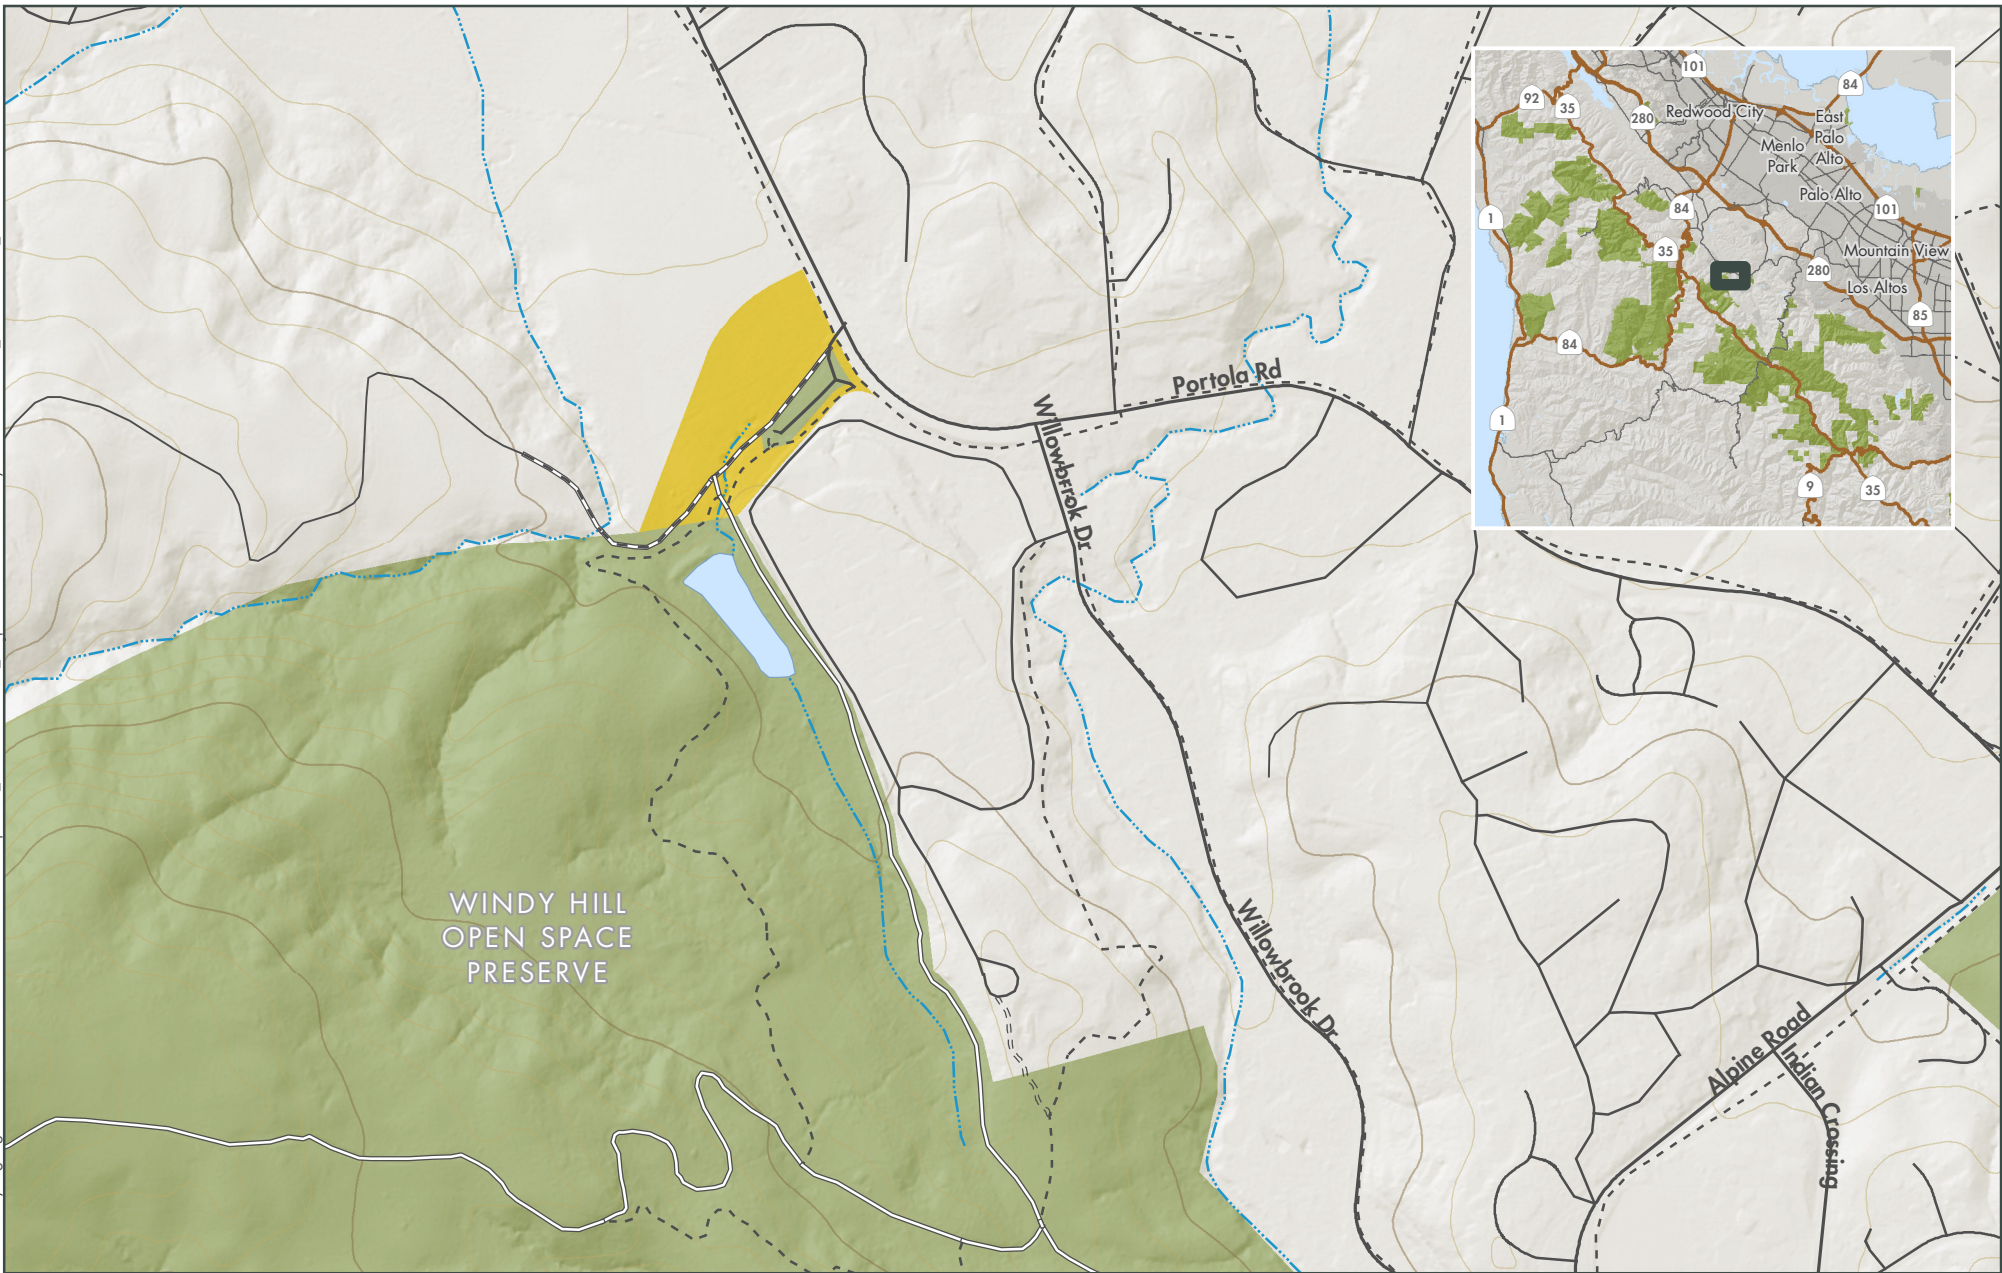 101
84
92
35
280
Redwood City
East
Palo
Alto
Menlo
Park
Palo Alto
1
84
101
35
Mountain View
280
Los Altos
85
84
1
9
35
Portola Rd
Willowbrook Dr
WINDY HILL
OPEN SPACE
PRESERVE
Willowbrook Dr
Alpine Road
Indian Crossing